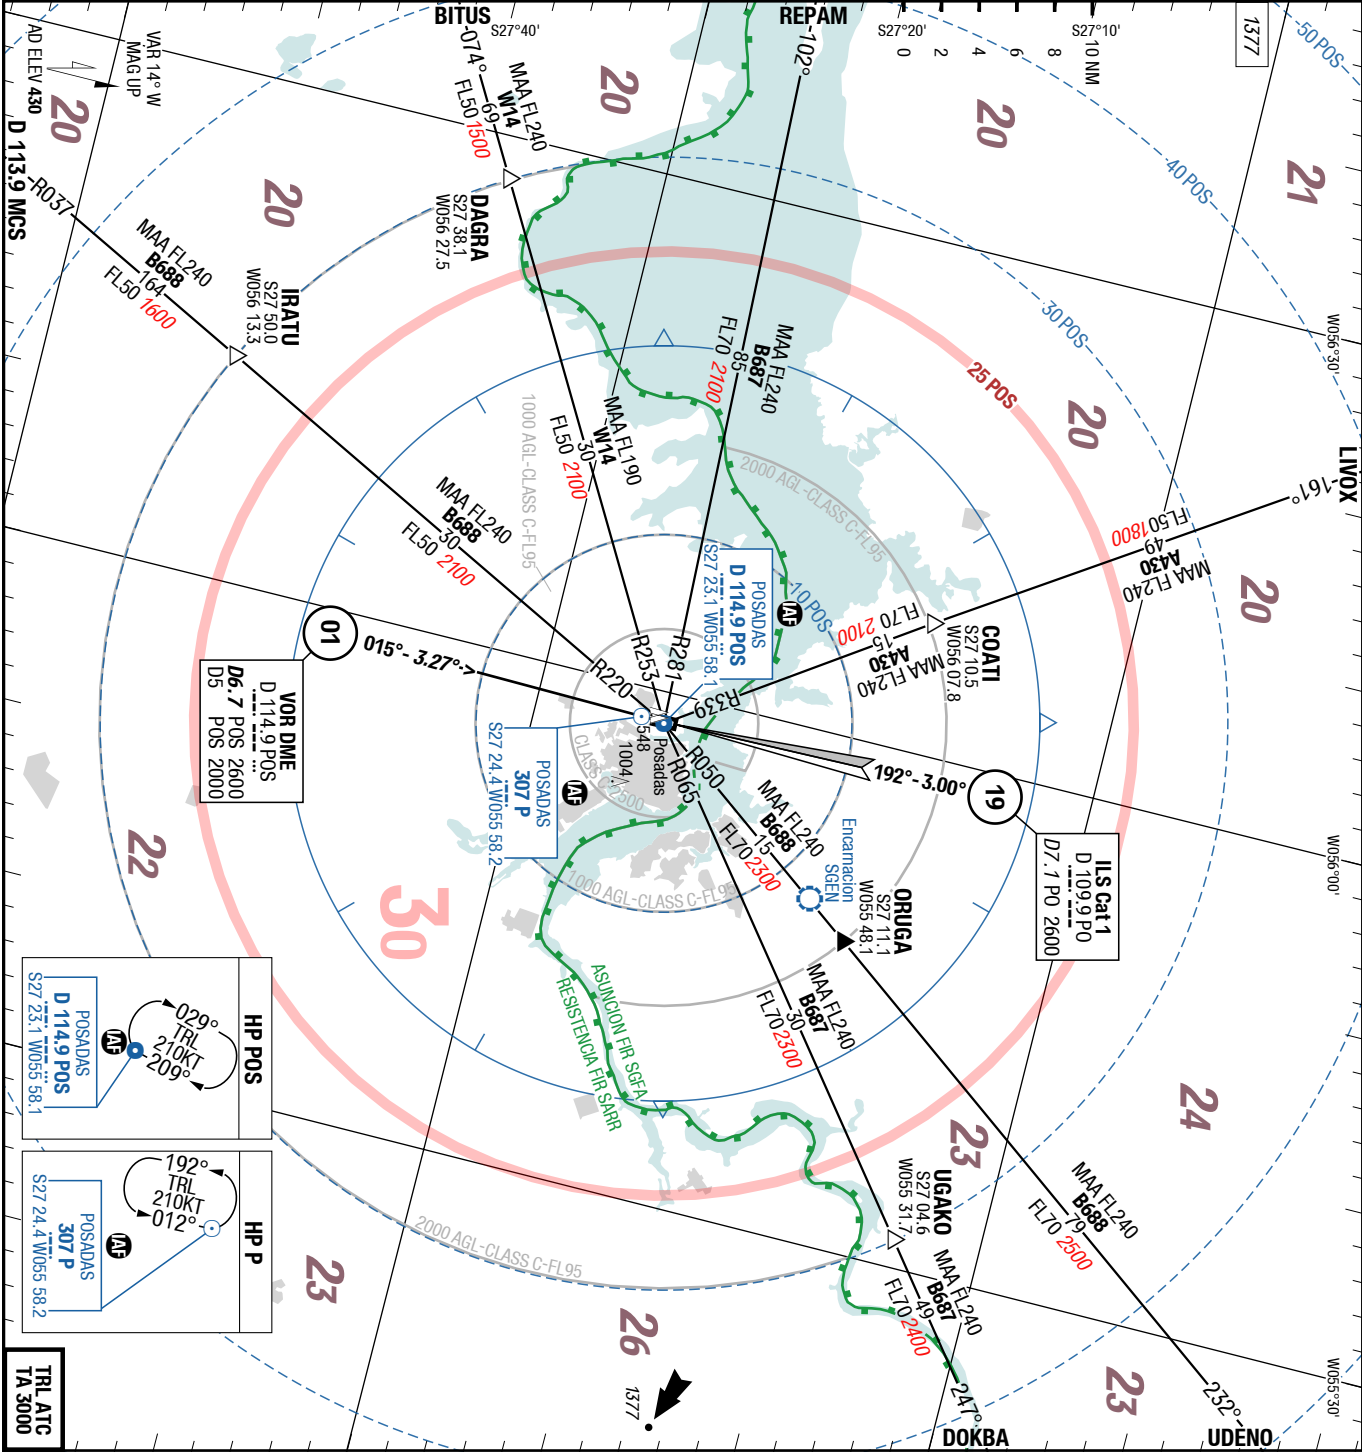 BITUS
074°
S27°40'
REPAM
102°
S27°20'
0
2
4
6
8
10 NM
S27°10'
1377
50 POS
AD ELEV 430
VAR 14° W
MAG UP
20
MAA FL240
W14
69
FL50 1500
20
20
40 POS
21
D 113.9 MCS
R037
20
DAGRA
S27 38.1
W056 27.5
MAA FL240
B688
164
FL50 1600
IRATU
S27 50.0
W056 13.3
MAA FL240
B687
85
FL70 2100
30 POS
W056°30'
25 POS
20
1000 AGL-CLASS C-FL95
MAA FL190
W14
30
FL50 2100
2000 AGL-CLASS C-FL95
LIVOX
161°
MAA FL240
B688
30
FL50 2100
MAA FL240
A430
49
FL50 1800
20
POSADAS
D 114.9 POS
S27 23.1 W055 58.1
IAF
10 POS
COATI
S27 10.5
W056 07.8
MAA FL240
A430
15
FL70 2100
01
015°- 3.27°
R220
R253
R281
R339
VOR DME
D 114.9 POS
D6.7 POS 2600
D5 POS 2000
548
Posadas
1004
CLASS C-2500
R050
R065
192°- 3.00°
19
POSADAS
307 P
S27 24.4 W055 58.2
IAF
MAA FL240
B688
15
FL70 2300
ILS Cat 1
D 109.9 PO
D7.1 PO 2600
W056°00'
22
30
1000 AGL-CLASS C-FL95
Encarnacion
SGEN
ORUGA
S27 11.1
W055 48.1
ASUNCION FIR SGFA
RESISTENCIA FIR SARR
MAA FL240
B687
30
FL70 2300
HP POS
029°
TRL
210KT
209°
IAF
POSADAS
D 114.9 POS
S27 23.1 W055 58.1
24
23
HP P
192°
TRL
210KT
012°
IAF
POSADAS
307 P
S27 24.4 W055 58.2
UGAKO
S27 04.6
W055 31.7
MAA FL240
B688
79
FL70 2500
2000 AGL-CLASS C-FL95
23
MAA FL240
B687
49
FL70 2400
26
1377
23
W055°30'
TRL ATC
TA 3000
247°
DOKBA
232°
UDENO